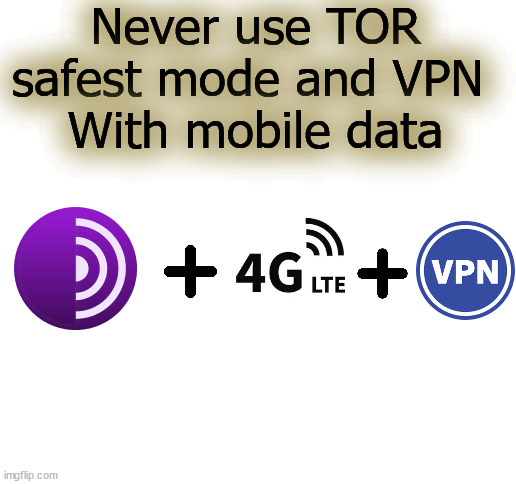 Never use TOR
safest mode and VPN
With mobile data
4G LTE
VPN
imgflip.com